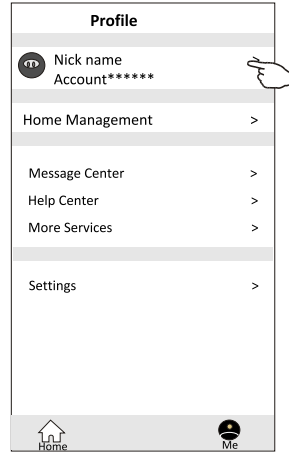 Profile
Nick name
Account******
Home Management >
Message Center >
Help Center >
More Services >
Settings >
Home
Me